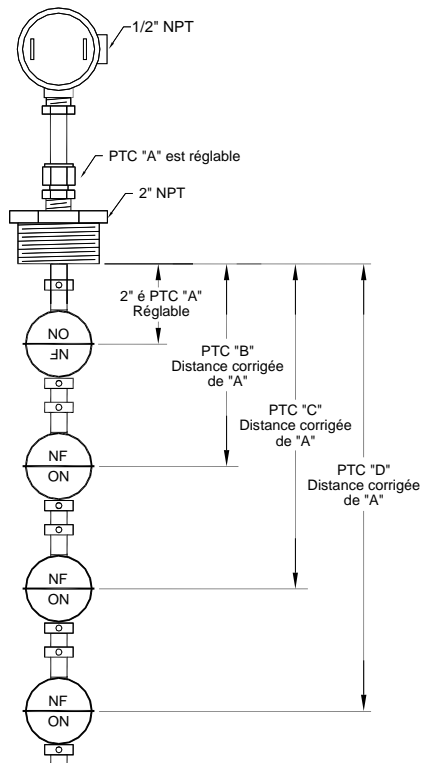 1/2" NPT
PTC "A" est réglable
2" NPT
2" é PTC "A"
Réglable
NO
NF
PTC "B"
Distance corrigée
de "A"
PTC "C"
Distance corrigée
de "A"
NF
ON
PTC "D"
Distance corrigée
de "A"
NF
ON
NF
ON